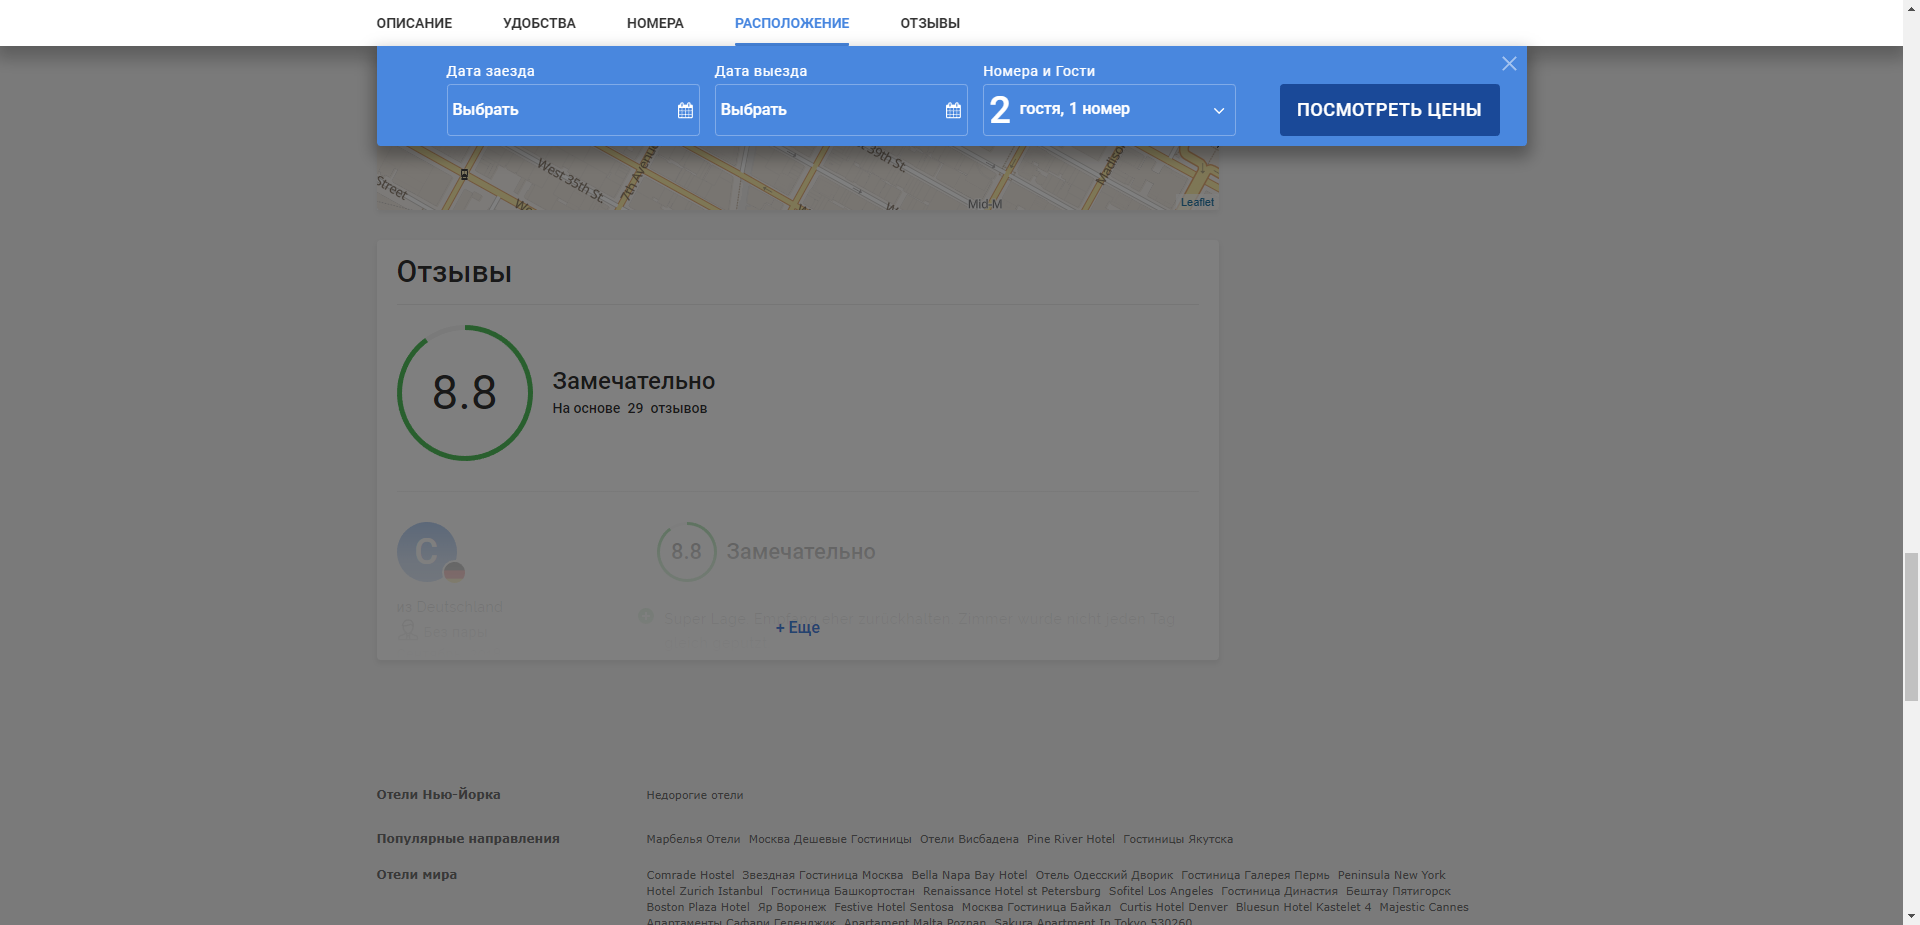 ОПИСАНИЕ УДОБСТВА НОМЕРА РАСПОЛОЖЕНИЕ ОТЗЫВЫ
Дата заезда Дата выезда Номера и Гости
Выбрать Выбрать 2 гостя, 1 номер ПОСМОТРЕТЬ ЦЕНЫ
Street West 35th St. 7th Avenue 39th St. Madison
Mid-M
Leaflet
Отзывы
8.8 Замечательно
На основе 29 отзывов
C 8.8 Замечательно
из Deutschland
Super Lage. zurückhalten. Zimmer wurde nicht jeden Tag
+ Еще
Отели Нью-Йорка Недорогие отели
Популярные направления Марбелья Отели Москва Дешевые Гостиницы Отели Висбадена Pine River Hotel Гостиницы Якутска
Отели мира Comrade Hostel Звездная Гостиница Москва Bella Napa Bay Hotel Отель Одесский Дворик Гостиница Галерея Пермь Peninsula New York
Hotel Zurich Istanbul Гостиница Башкортостан Renaissance Hotel st Petersburg Sofitel Los Angeles Гостиница Династия Бештау Пятигорск
Boston Plaza Hotel Яр Воронеж Festive Hotel Sentosa Москва Гостиница Байкал Curtis Hotel Denver Bluesun Hotel Kastelet 4 Majestic Cannes
Апартаменты Сафари Геленджик Apartament Malta Poznan Sakura Apartment In Tokyo 530260